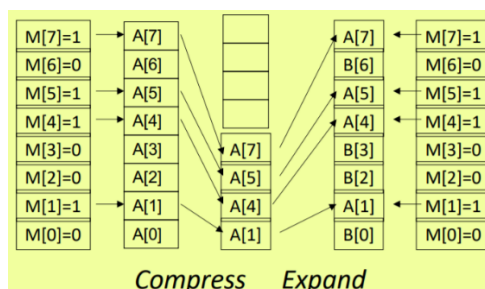 M[7]=1 A[7] A[7] M[7]=1
M[6]=0 A[6] B[6] M[6]=0
M[5]=1 A[5] A[5] M[5]=1
M[4]=1 A[4] A[4] M[4]=1
M[3]=0 A[3] A[7] B[3] M[3]=0
M[2]=0 A[2] A[5] B[2] M[2]=0
M[1]=1 A[1] A[4] A[1] M[1]=1
M[0]=0 A[0] A[1] B[0] M[0]=0
Compress Expand